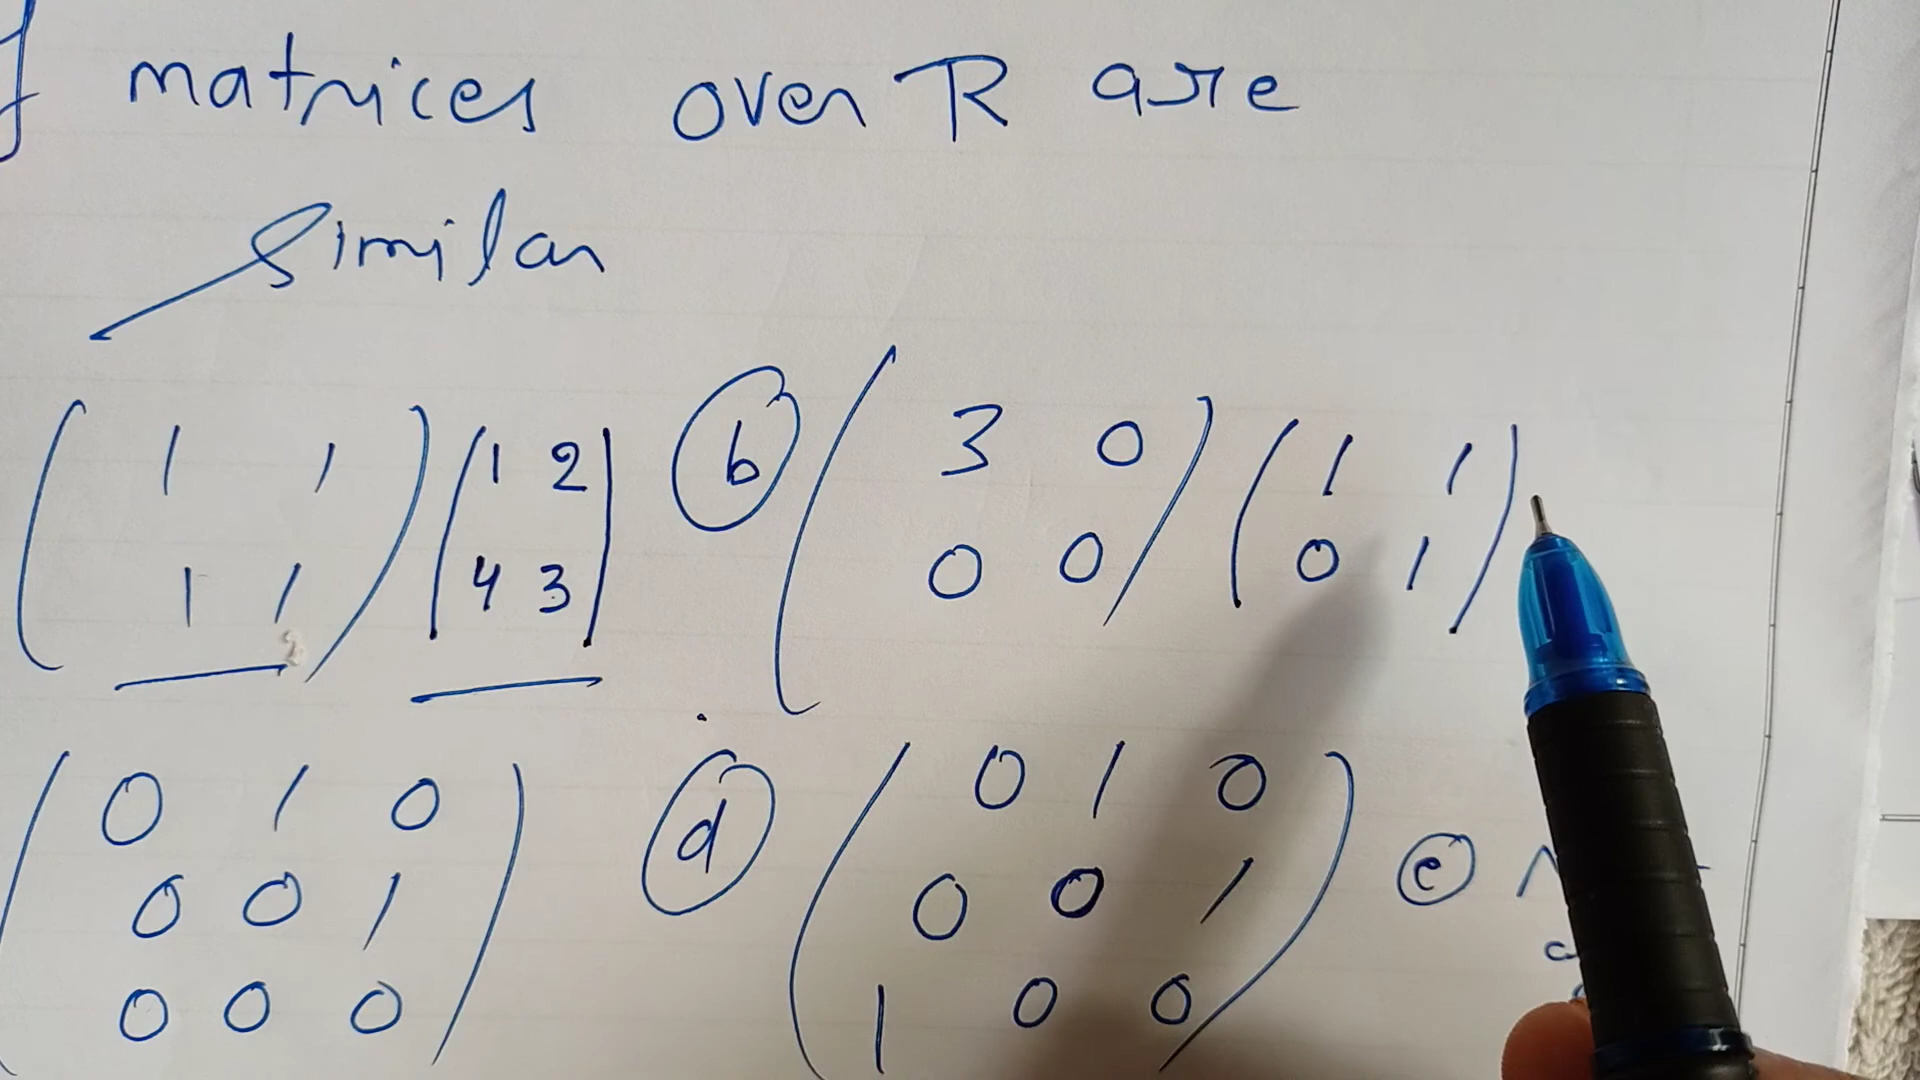 matrices over R are
similar
( 1 1 ) ( 1 2 ) (b) ( 3 0 ) ( 1 1 )
1 1 4 3 0 0 0 1
( 0 1 0 ) (d) ( 0 1 0 )
0 0 1 0 0 1 (e)
0 0 0 1 0 0